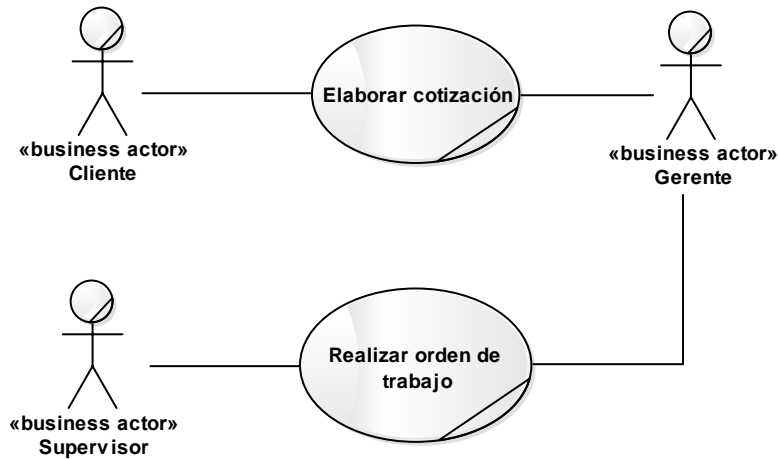 Elaborar cotización
«business actor»
Cliente
«business actor»
Gerente
Realizar orden de
trabajo
«business actor»
Supervisor